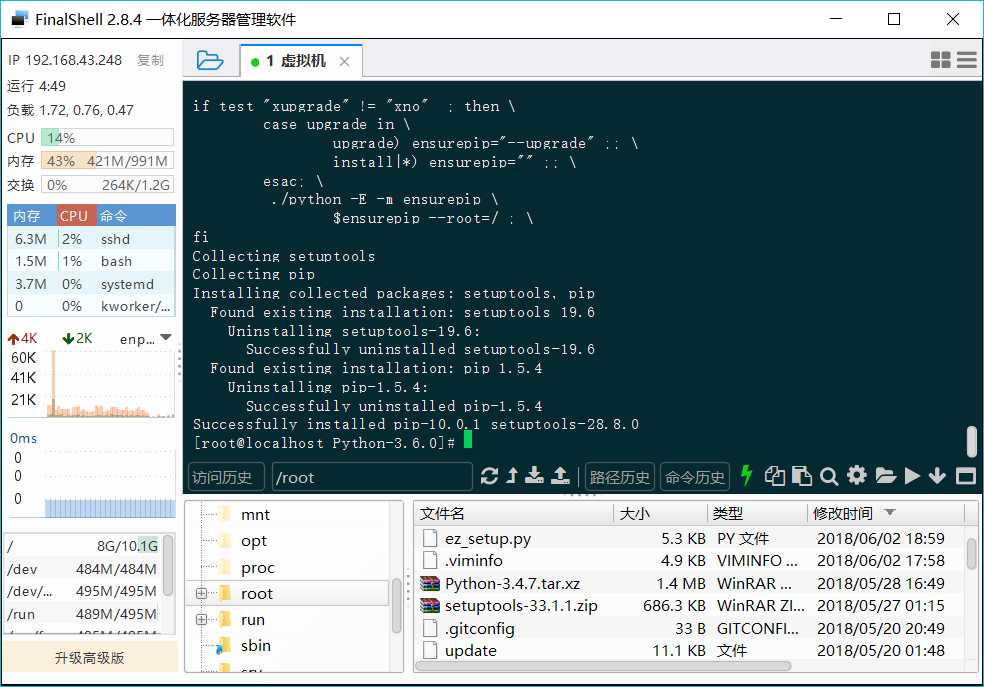 FinalShell 2.8.4 一体化服务器管理软件
IP 192.168.43.248 复制
运行 4:49
负载 1.72, 0.76, 0.47
CPU 14%
内存 43% 421M/991M
交换 0% 264K/1.2G
内存 CPU 命令
6.3M 2% sshd
1.5M 1% bash
3.7M 0% systemd
0 0% kworker/...
4K 2K enp...
60K
41K
21K
0ms
0
0
0
/ 8G/10.1G
/dev 484M/484M
/dev/... 495M/495M
/run 489M/495M
升级高级版
1 虚拟机
if test "xupgrade" != "xno" ; then \
case upgrade in \
upgrade) ensurepip="--upgrade" ;; \
install|*) ensurepip="" ;; \
esac; \
./python -E -m ensurepip \
$ensurepip --root=/ ; \
fi
Collecting setuptools
Collecting pip
Installing collected packages: setuptools, pip
Found existing installation: setuptools 19.6
Uninstalling setuptools-19.6:
Successfully uninstalled setuptools-19.6
Found existing installation: pip 1.5.4
Uninstalling pip-1.5.4:
Successfully uninstalled pip-1.5.4
Successfully installed pip-10.0.1 setuptools-28.8.0
[root@localhost Python-3.6.0]#
访问历史 /root 路径历史 命令历史
mnt
opt
proc
root
run
sbin
文件名 大小 类型 修改时间
ez_setup.py 5.3 KB PY 文件 2018/06/02 18:59
.viminfo 4.9 KB VIMINFO ... 2018/06/02 17:58
Python-3.4.7.tar.xz 1.4 MB WinRAR ... 2018/05/28 16:49
setuptools-33.1.1.zip 686.3 KB WinRAR ZI... 2018/05/27 01:15
.gitconfig 33 B GITCONFI... 2018/05/20 20:49
update 11.1 KB 文件 2018/05/20 01:48